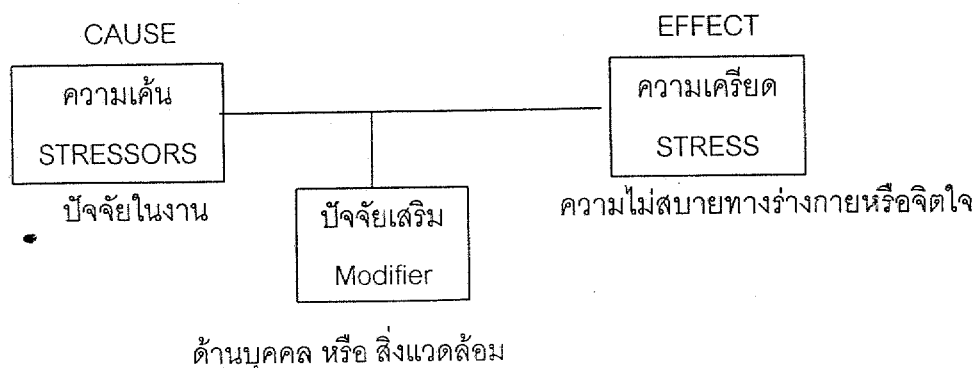 CAUSE
EFFECT
ความเค้น
STRESSORS
ปัจจัยในงาน
ความเครียด
STRESS
ความไม่สบายทางร่างกายหรือจิตใจ
ปัจจัยเสริม
Modifier
ด้านบุคคล หรือ สิ่งแวดล้อม